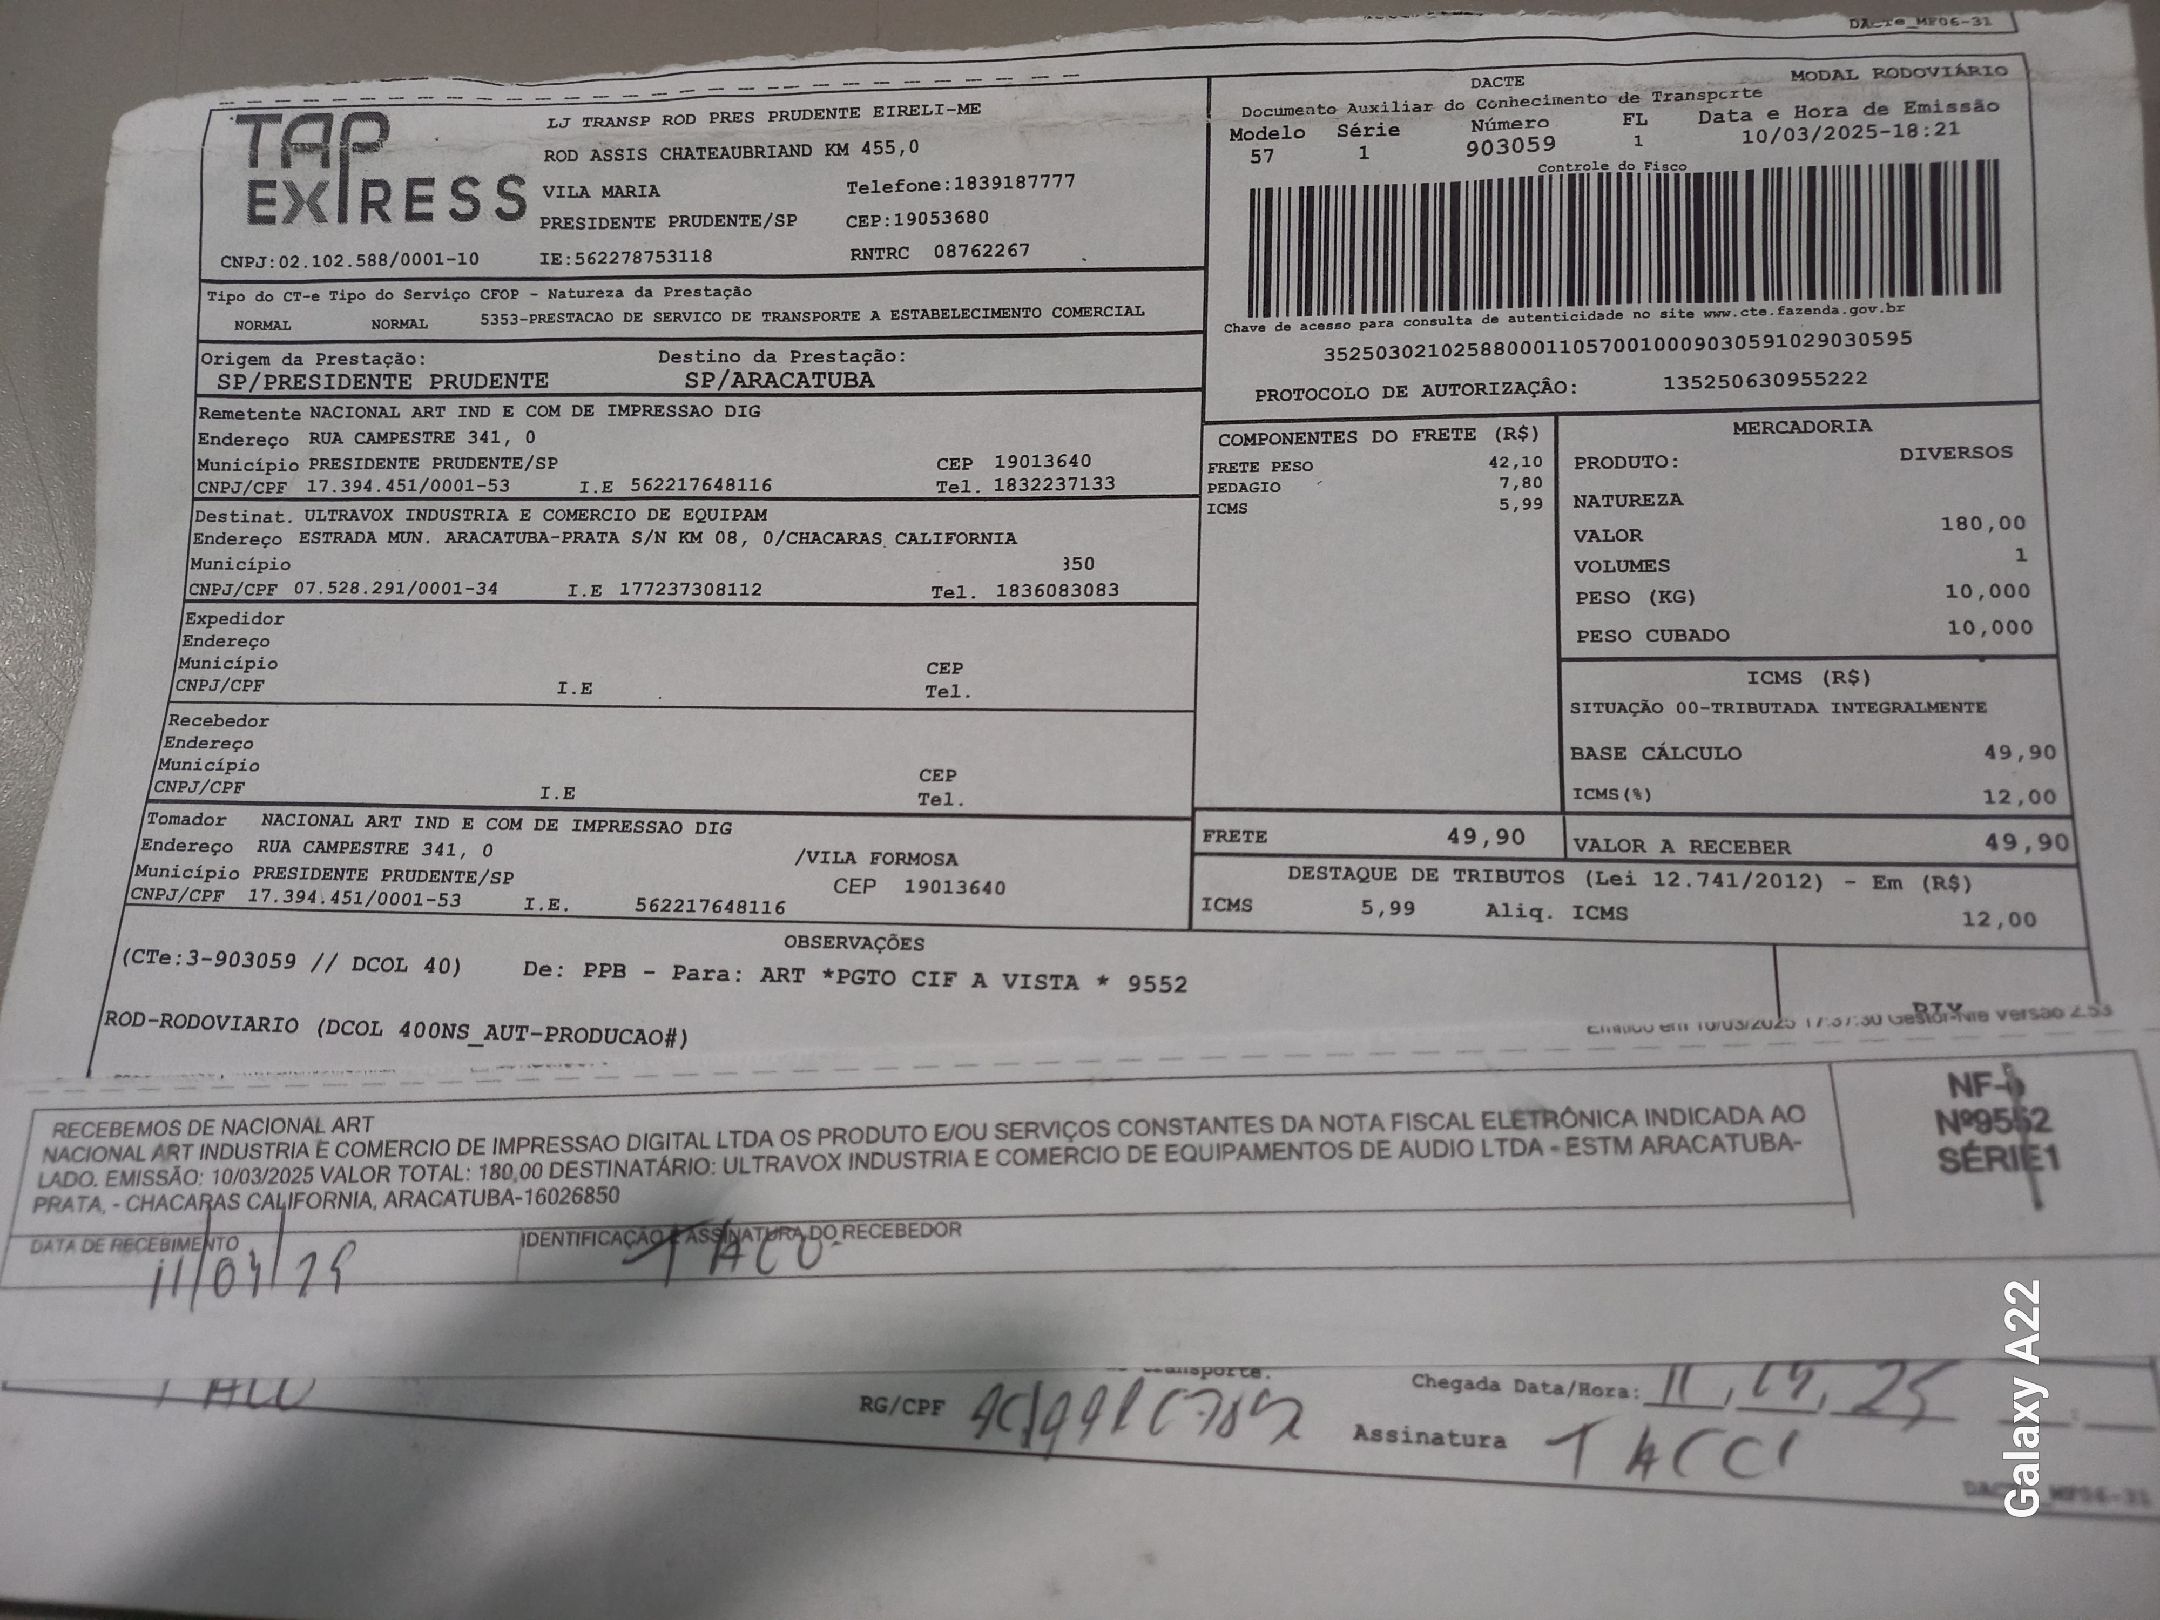 DACTE_MF06-31
TAP EXPRESS
LJ TRANSP ROD PRES PRUDENTE EIRELI-ME
ROD ASSIS CHATEAUBRIAND KM 455,0
VILA MARIA Telefone:1839187777
PRESIDENTE PRUDENTE/SP CEP:19053680
CNPJ:02.102.588/0001-10 IE:562278753118 RNTRC 08762267
DACTE MODAL RODOVIÁRIO
Documento Auxiliar do Conhecimento de Transporte
Modelo Série Número FL Data e Hora de Emissão
57 1 903059 1 10/03/2025-18:21
Controle do Fisco
Chave de acesso para consulta de autenticidade no site www.cte.fazenda.gov.br
35250302102588000110570010009030591029030595
PROTOCOLO DE AUTORIZAÇÃO: 135250630955222
Tipo do CT-e Tipo do Serviço CFOP - Natureza da Prestação
NORMAL NORMAL 5353-PRESTACAO DE SERVICO DE TRANSPORTE A ESTABELECIMENTO COMERCIAL
Origem da Prestação: Destino da Prestação:
SP/PRESIDENTE PRUDENTE SP/ARACATUBA
Remetente NACIONAL ART IND E COM DE IMPRESSAO DIG
Endereço RUA CAMPESTRE 341, 0
Município PRESIDENTE PRUDENTE/SP CEP 19013640
CNPJ/CPF 17.394.451/0001-53 I.E 562217648116 Tel. 1832237133
Destinat. ULTRAVOX INDUSTRIA E COMERCIO DE EQUIPAM
Endereço ESTRADA MUN. ARACATUBA-PRATA S/N KM 08, 0/CHACARAS CALIFORNIA
Município 850
CNPJ/CPF 07.528.291/0001-34 I.E 177237308112 Tel. 1836083083
Expedidor
Endereço
Município CEP
CNPJ/CPF I.E Tel.
Recebedor
Endereço
Município CEP
CNPJ/CPF I.E Tel.
Tomador NACIONAL ART IND E COM DE IMPRESSAO DIG
Endereço RUA CAMPESTRE 341, 0 /VILA FORMOSA
Município PRESIDENTE PRUDENTE/SP CEP 19013640
CNPJ/CPF 17.394.451/0001-53 I.E. 562217648116
COMPONENTES DO FRETE (R$)
FRETE PESO 42,10
PEDAGIO 7,80
ICMS 5,99
MERCADORIA
PRODUTO: DIVERSOS
NATUREZA
VALOR 180,00
VOLUMES 1
PESO (KG) 10,000
PESO CUBADO 10,000
ICMS (R$)
SITUAÇÃO 00-TRIBUTADA INTEGRALMENTE
BASE CÁLCULO 49,90
ICMS(%) 12,00
FRETE 49,90 VALOR A RECEBER 49,90
DESTAQUE DE TRIBUTOS (Lei 12.741/2012) - Em (R$)
ICMS 5,99 Aliq. ICMS 12,00
OBSERVAÇÕES
(CTe:3-903059 // DCOL 40) De: PPB - Para: ART *PGTO CIF A VISTA * 9552
ROD-RODOVIARIO (DCOL 400NS_AUT-PRODUCAO#)
Emitido em 10/03/2025 17:37:30 Gestor-Nfe versão 2.53
RECEBEMOS DE NACIONAL ART
NACIONAL ART INDUSTRIA E COMERCIO DE IMPRESSAO DIGITAL LTDA OS PRODUTO E/OU SERVIÇOS CONSTANTES DA NOTA FISCAL ELETRÔNICA INDICADA AO
LADO. EMISSÃO: 10/03/2025 VALOR TOTAL: 180,00 DESTINATÁRIO: ULTRAVOX INDUSTRIA E COMERCIO DE EQUIPAMENTOS DE AUDIO LTDA - ESTM ARACATUBA-
PRATA, - CHACARAS CALIFORNIA, ARACATUBA-16026850
NF-e
Nº9552
SÉRIE1
DATA DE RECEBIMENTO IDENTIFICAÇÃO E ASSINATURA DO RECEBEDOR
transporte.
RG/CPF Chegada Data/Hora:
Assinatura
DACTE_MF06-31
Galaxy A22